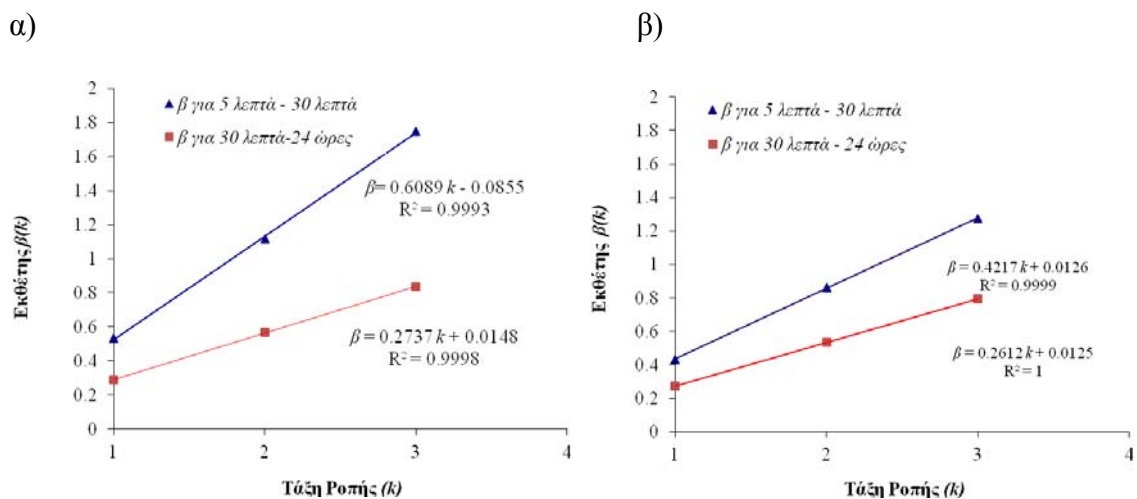 α)
2
1.8
1.6
1.4
1.2
1
0.8
0.6
0.4
0.2
0
1
2
3
4
Εκθέτης β(k)
Τάξη Ροπής (k)
β για 5 λεπτά - 30 λεπτά
β για 30 λεπτά-24 ώρες
β= 0.6089 k - 0.0855
R² = 0.9993
β= 0.2737 k + 0.0148
R² = 0.9998
β)
2
1.8
1.6
1.4
1.2
1
0.8
0.6
0.4
0.2
0
1
2
3
4
Εκθέτης β(k)
Τάξη Ροπής (k)
β για 5 λεπτά - 30 λεπτά
β για 30 λεπτά - 24 ώρες
β = 0.4217 k + 0.0126
R² = 0.9999
β = 0.2612 k + 0.0125
R² = 1